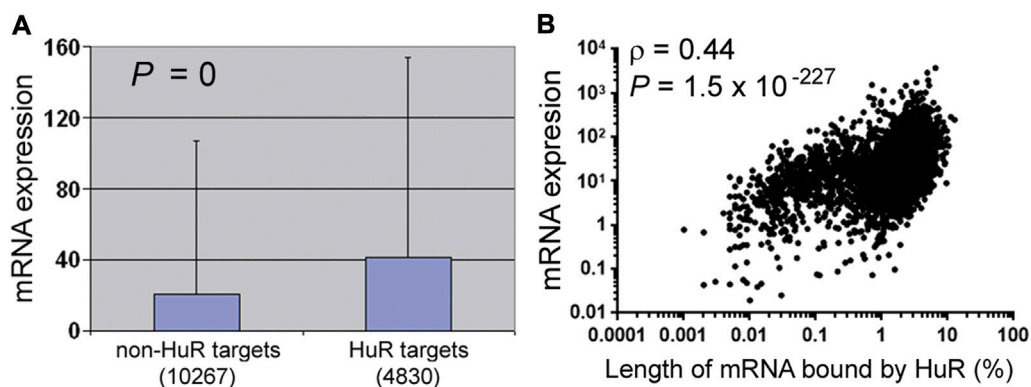 A
mRNA expression
160
120
80
40
0
P = 0
non-HuR targets
(10267)
HuR targets
(4830)
B
mRNA expresion
10⁴
10³
10²
10¹
1
0.1
0.01
ρ = 0.44
P = 1.5 x 10⁻²²⁷
0.0001 0.001 0.01 0.1 1 10 100
Length of mRNA bound by HuR (%)